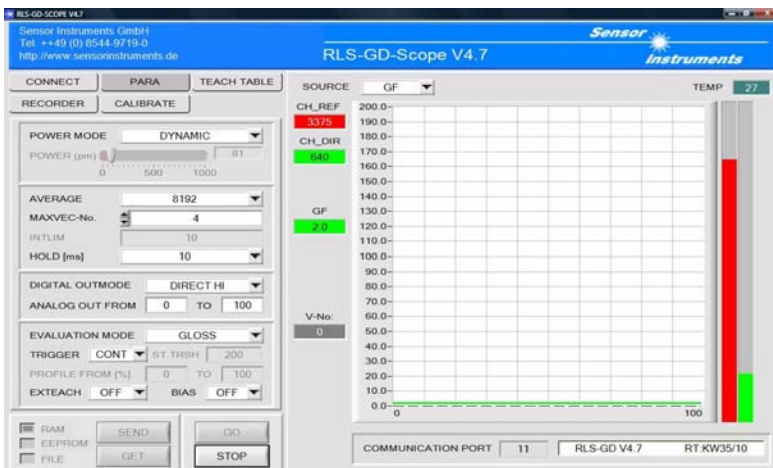 RLS-GD-SCOPE V4.7
Sensor Instruments GmbH
Tel. ++49 (0) 8544-9719-0
http://www.sensorinstruments.de
RLS-GD-Scope V4.7
Sensor
Instruments
CONNECT PARA TEACH TABLE
RECORDER CALIBRATE
POWER MODE DYNAMIC
POWER (pm) 81
0 500 1000
AVERAGE 8192
MAXVEC-No. 4
INTLIM 10
HOLD [ms] 10
DIGITAL OUTMODE DIRECT HI
ANALOG OUT FROM 0 TO 100
EVALUATION MODE GLOSS
TRIGGER CONT ST.TRSH 200
PROFILE FROM [%] 0 TO 100
EXTEACH OFF BIAS OFF
RAM
EEPROM
FILE
SEND GO
GET STOP
SOURCE GF TEMP 27
CH_REF
3375
CH_DIR
640
GF
2.0
V-No:
0
200.0
190.0
180.0
170.0
160.0
150.0
140.0
130.0
120.0
110.0
100.0
90.0
80.0
70.0
60.0
50.0
40.0
30.0
20.0
10.0
0.0
0 100
COMMUNICATION PORT 11 RLS-GD V4.7 RT:KW35/10